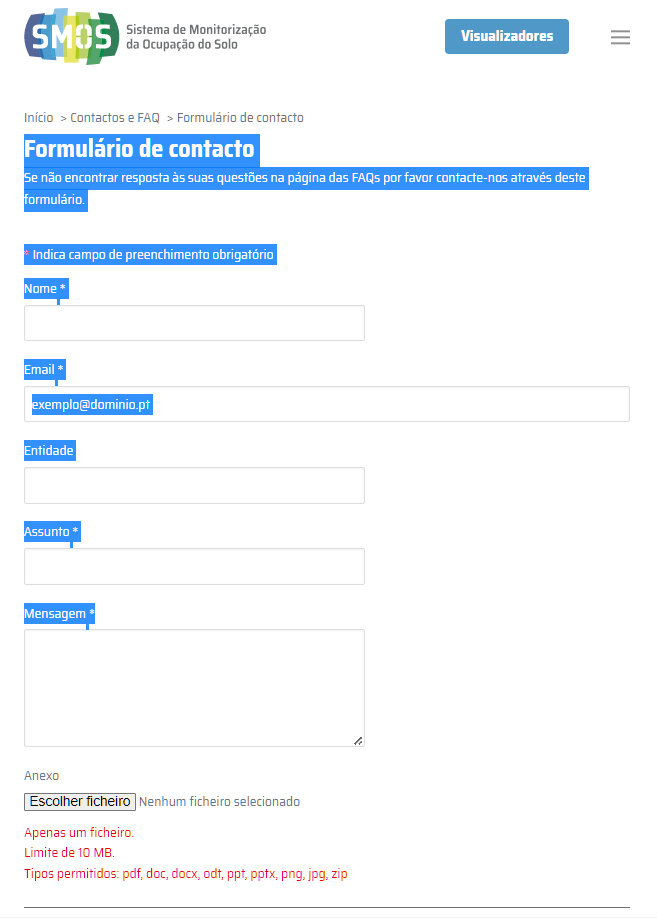 SMOS
Sistema de Monitorização
da Ocupação do Solo
Visualizadores
Início > Contactos e FAQ > Formulário de contacto
Formulário de contacto
Se não encontrar resposta às suas questões na página das FAQs por favor contacte-nos através deste
formulário.
* Indica campo de preenchimento obrigatório
Nome *
Email *
exemplo@dominio.pt
Entidade
Assunto *
Mensagem *
Anexo
Escolher ficheiro Nenhum ficheiro selecionado
Apenas um ficheiro.
Limite de 10 MB.
Tipos permitidos: pdf, doc, docx, odt, ppt, pptx, png, jpg, zip